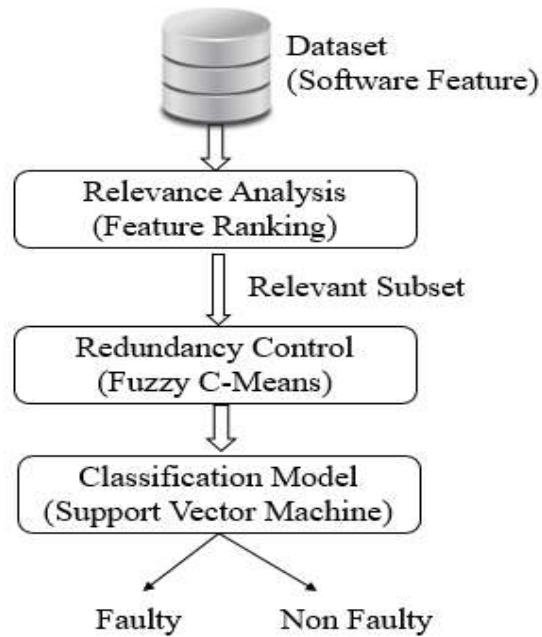 Dataset
(Software Feature)
Relevance Analysis
(Feature Ranking)
Relevant Subset
Redundancy Control
(Fuzzy C-Means)
Classification Model
(Support Vector Machine)
Faulty
Non Faulty